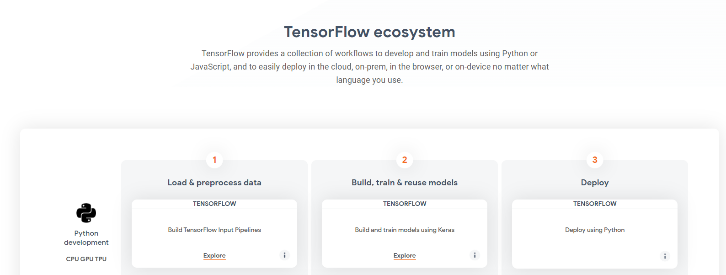 TensorFlow ecosystem
TensorFlow provides a collection of workflows to develop and train models using Python or
JavaScript, and to easily deploy in the cloud, on-prem, in the browser, or on-device no matter what
language you use.
1 2 3
Load & preprocess data Build, train & reuse models Deploy
TENSORFLOW TENSORFLOW TENSORFLOW
Build TensorFlow Input Pipelines Build and train models using Keras Deploy using Python
Python
development
Explore i Explore i i
CPU GPU TPU